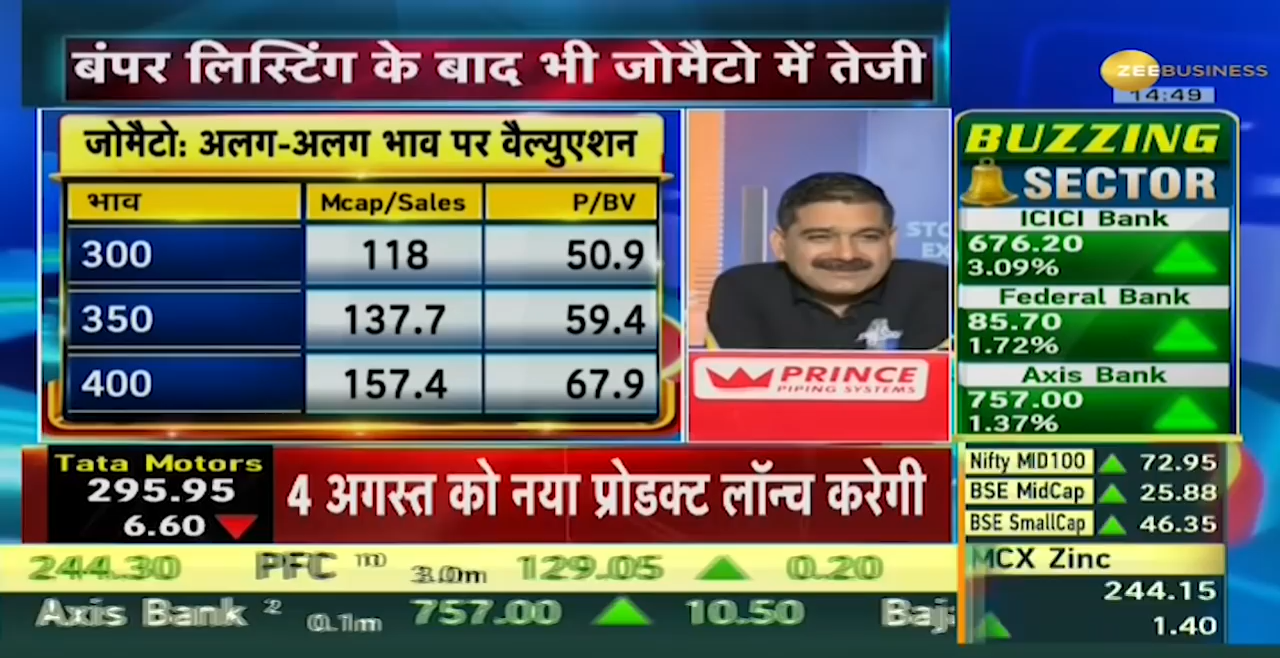 बंपर लिस्टिंग के बाद भी जोमैटो में तेजी
ZEEBUSINESS
14:49
जोमैटो: अलग-अलग भाव पर वैल्युएशन
भाव Mcap/Sales P/BV
300 118 50.9
350 137.7 59.4
400 157.4 67.9
PRINCE
PIPING SYSTEMS
BUZZING
SECTOR
ICICI Bank
676.20
3.09%
Federal Bank
85.70
1.72%
Axis Bank
757.00
1.37%
Tata Motors
295.95
6.60
4 अगस्त को नया प्रोडक्ट लॉन्च करेगी
Nifty MID100 72.95
BSE MidCap 25.88
BSE SmallCap 46.35
MCX Zinc
244.15
1.40
244.30 PFC 3.0m 129.05 0.20
Axis Bank 2 0.1m 757.00 10.50 Baj